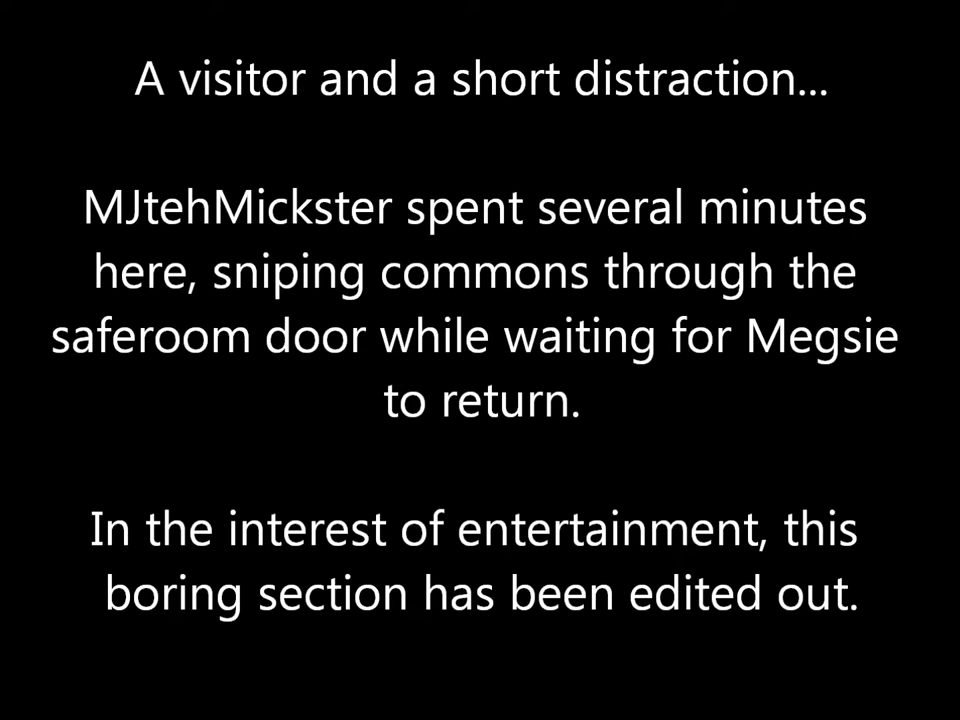 A visitor and a short distraction...
MJtehMickster spent several minutes
here, sniping commons through the
saferoom door while waiting for Megsie
to return.
In the interest of entertainment, this
boring section has been edited out.